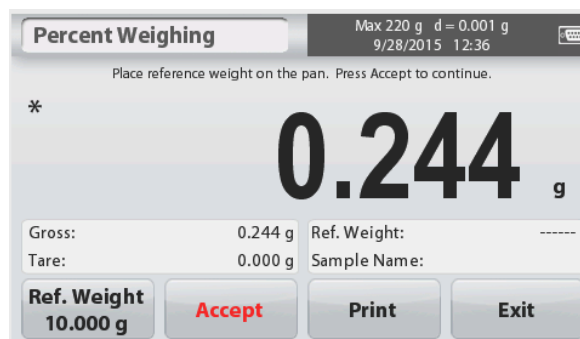 Percent Weighing
Max 220 g d = 0.001 g
9/28/2015 12:36
Place reference weight on the pan. Press Accept to continue.
*
0.244 g
Gross: 0.244 g Ref. Weight: ------
Tare: 0.000 g Sample Name:
Ref. Weight
10.000 g
Accept
Print
Exit